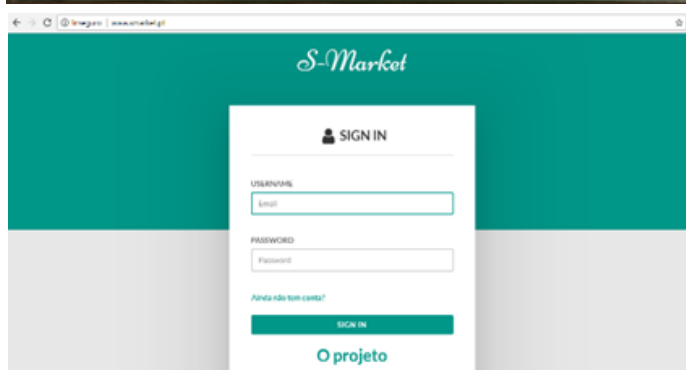 S-Market
SIGN IN
USERNAME
Email
PASSWORD
Password
Ainda não tem conta?
SIGN IN
O projeto